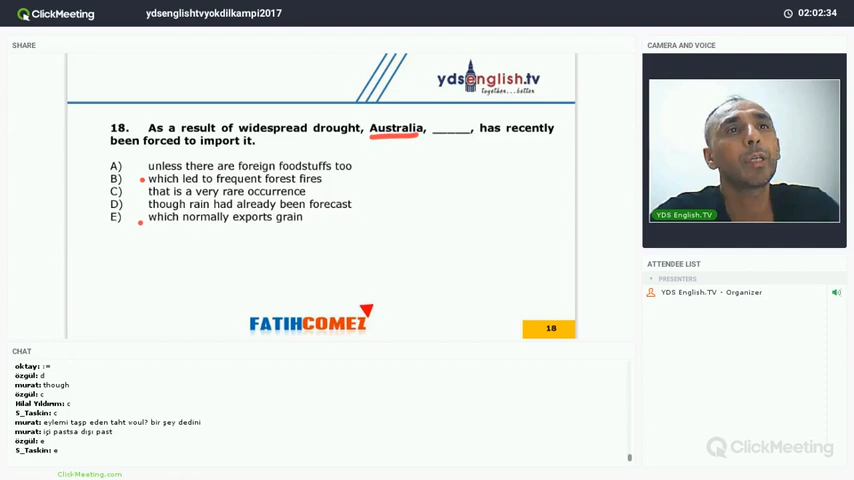 ClickMeeting
ydsenglishtvyokdilkampi2017
02:02:34
SHARE
CAMERA AND VOICE
ydsenglish.tv
together...better
18. As a result of widespread drought, Australia, _____, has recently
been forced to import it.
A) unless there are foreign foodstuffs too
B) which led to frequent forest fires
C) that is a very rare occurrence
D) though rain had already been forecast
E) which normally exports grain
FATIHCOMEZ
18
YDS English.TV
ATTENDEE LIST
PRESENTERS
YDS English.TV - Organizer
CHAT
oktay: :=
özgül: d
murat: though
özgül: c
Hilal Yıldırım: c
S_Taskin: c
murat: eylemi taşp eden taht voul? bir şey dedini
murat: içi pastsa dışı past
özgül: e
S_Taskin: e
ClickMeeting
ClickMeeting.com